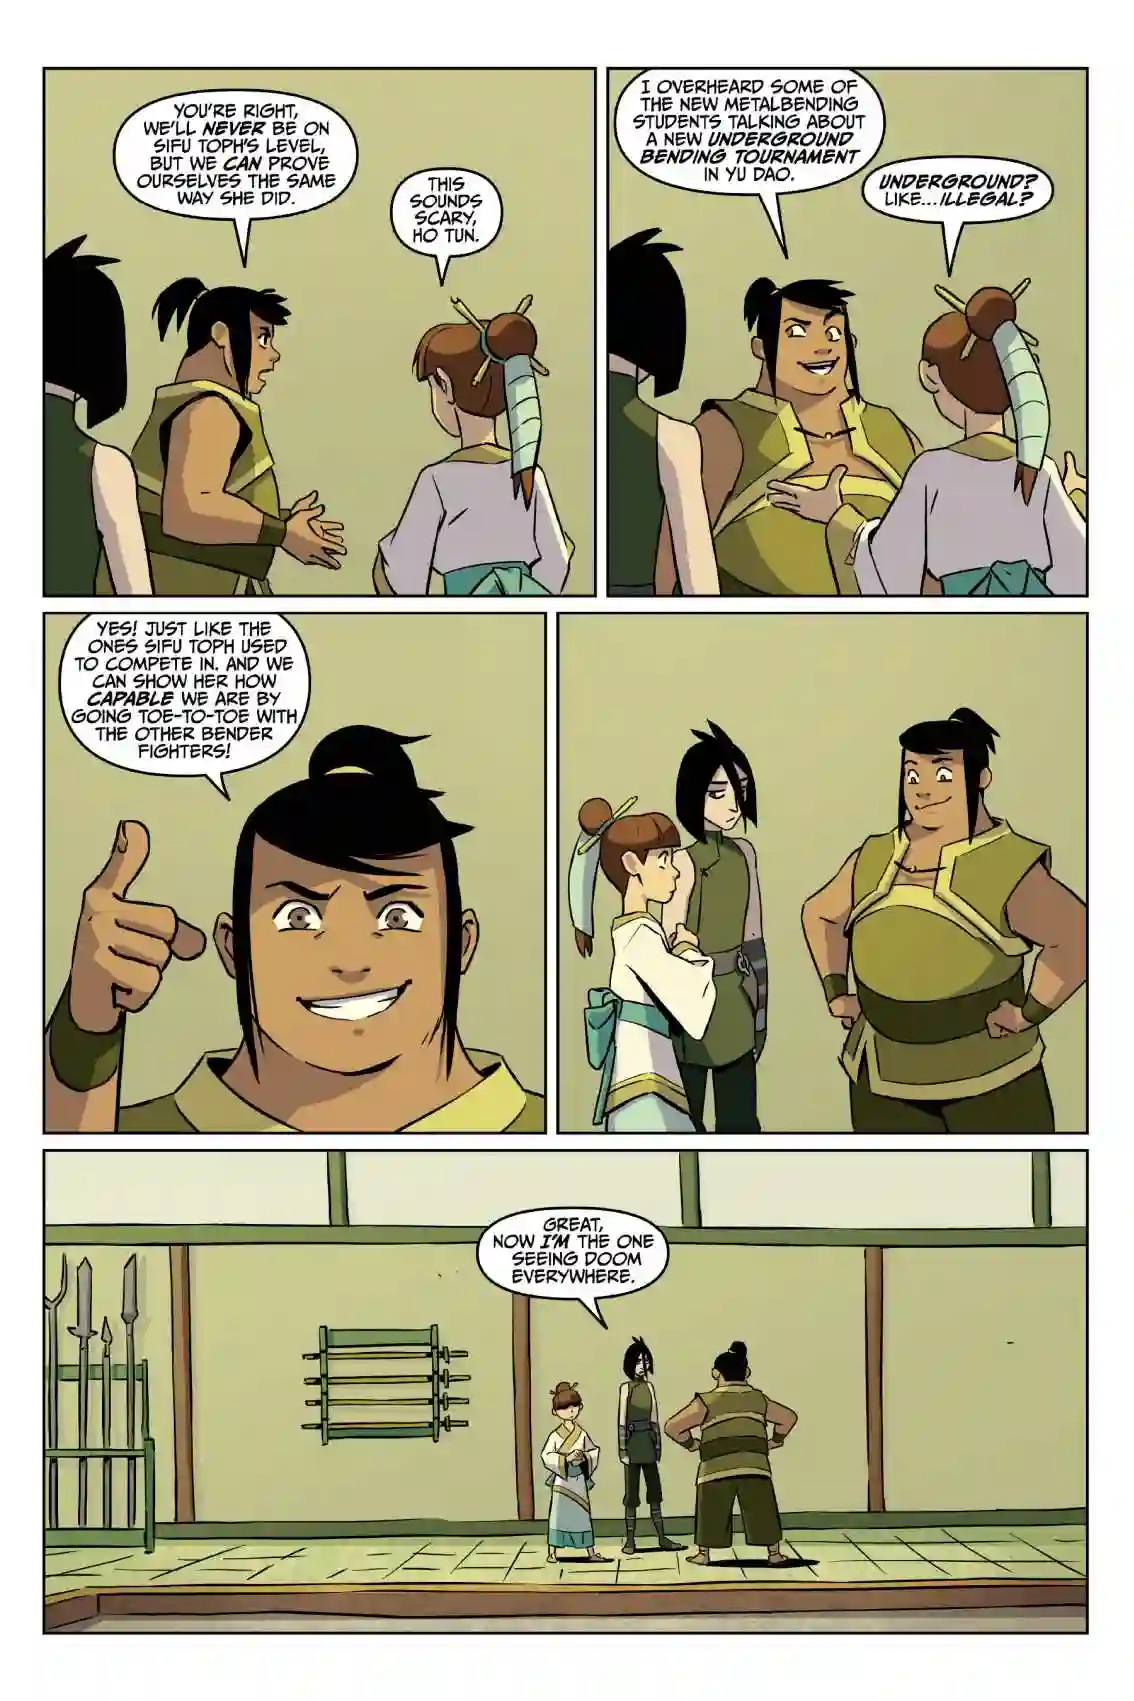 YOU'RE RIGHT,
WE'LL NEVER BE ON
SIFU TOPH'S LEVEL,
BUT WE CAN PROVE
OURSELVES THE SAME
WAY SHE DID.
THIS
SOUNDS
SCARY,
HO TUN.
I OVERHEARD SOME OF
THE NEW METALBENDING
STUDENTS TALKING ABOUT
A NEW UNDERGROUND
BENDING TOURNAMENT
IN YU DAO.
UNDERGROUND?
LIKE...ILLEGAL?
YES! JUST LIKE THE
ONES SIFU TOPH USED
TO COMPETE IN. AND WE
CAN SHOW HER HOW
CAPABLE WE ARE BY
GOING TOE-TO-TOE WITH
THE OTHER BENDER
FIGHTERS!
GREAT,
NOW I'M THE ONE
SEEING DOOM
EVERYWHERE.